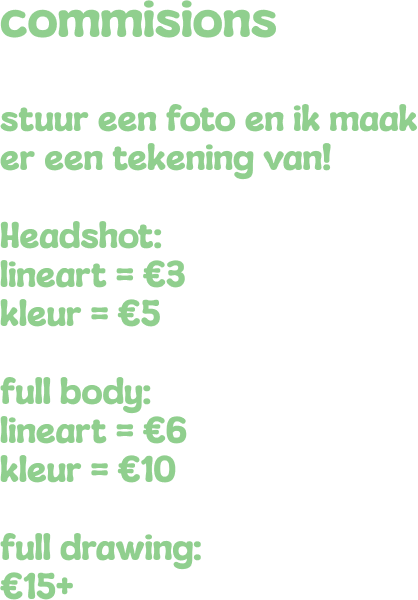 commisions
stuur een foto en ik maak
er een tekening van!
Headshot:
lineart = €3
kleur = €5
full body:
lineart = €6
kleur = €10
full drawing:
€15+